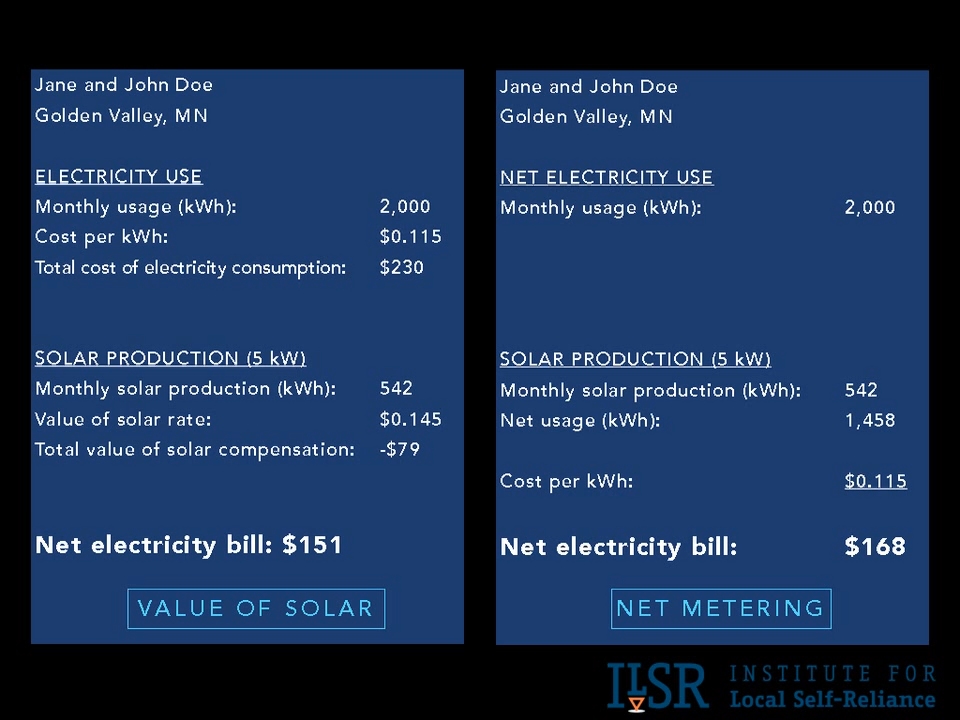 Jane and John Doe
Golden Valley, MN
ELECTRICITY USE
Monthly usage (kWh): 2,000
Cost per kWh: $0.115
Total cost of electricity consumption: $230
SOLAR PRODUCTION (5 kW)
Monthly solar production (kWh): 542
Value of solar rate: $0.145
Total value of solar compensation: -$79
Net electricity bill: $151
VALUE OF SOLAR
Jane and John Doe
Golden Valley, MN
NET ELECTRICITY USE
Monthly usage (kWh): 2,000
SOLAR PRODUCTION (5 kW)
Monthly solar production (kWh): 542
Net usage (kWh): 1,458
Cost per kWh: $0.115
Net electricity bill: $168
NET METERING
ILSR
INSTITUTE FOR
Local Self-Reliance